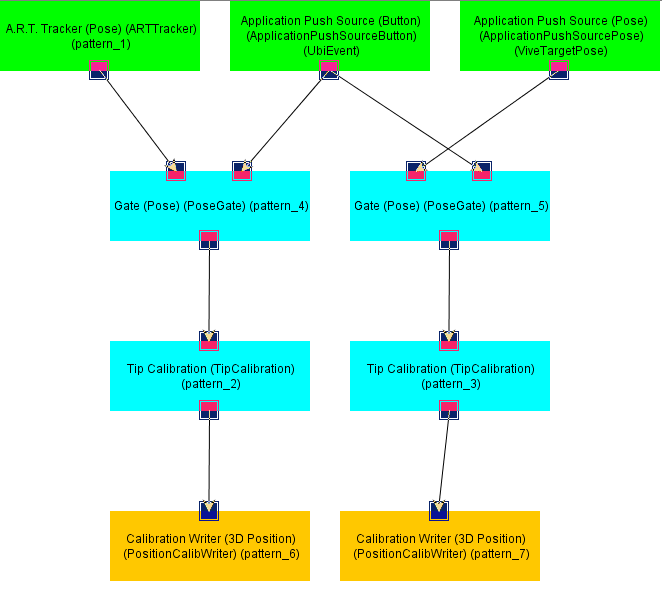 A.R.T. Tracker (Pose) (ARTTracker)
(pattern_1)
Application Push Source (Button)
(ApplicationPushSourceButton)
(UbiEvent)
Application Push Source (Pose)
(ApplicationPushSourcePose)
(ViveTargetPose)
Gate (Pose) (PoseGate) (pattern_4)
Gate (Pose) (PoseGate) (pattern_5)
Tip Calibration (TipCalibration)
(pattern_2)
Tip Calibration (TipCalibration)
(pattern_3)
Calibration Writer (3D Position)
(PositionCalibWriter) (pattern_6)
Calibration Writer (3D Position)
(PositionCalibWriter) (pattern_7)